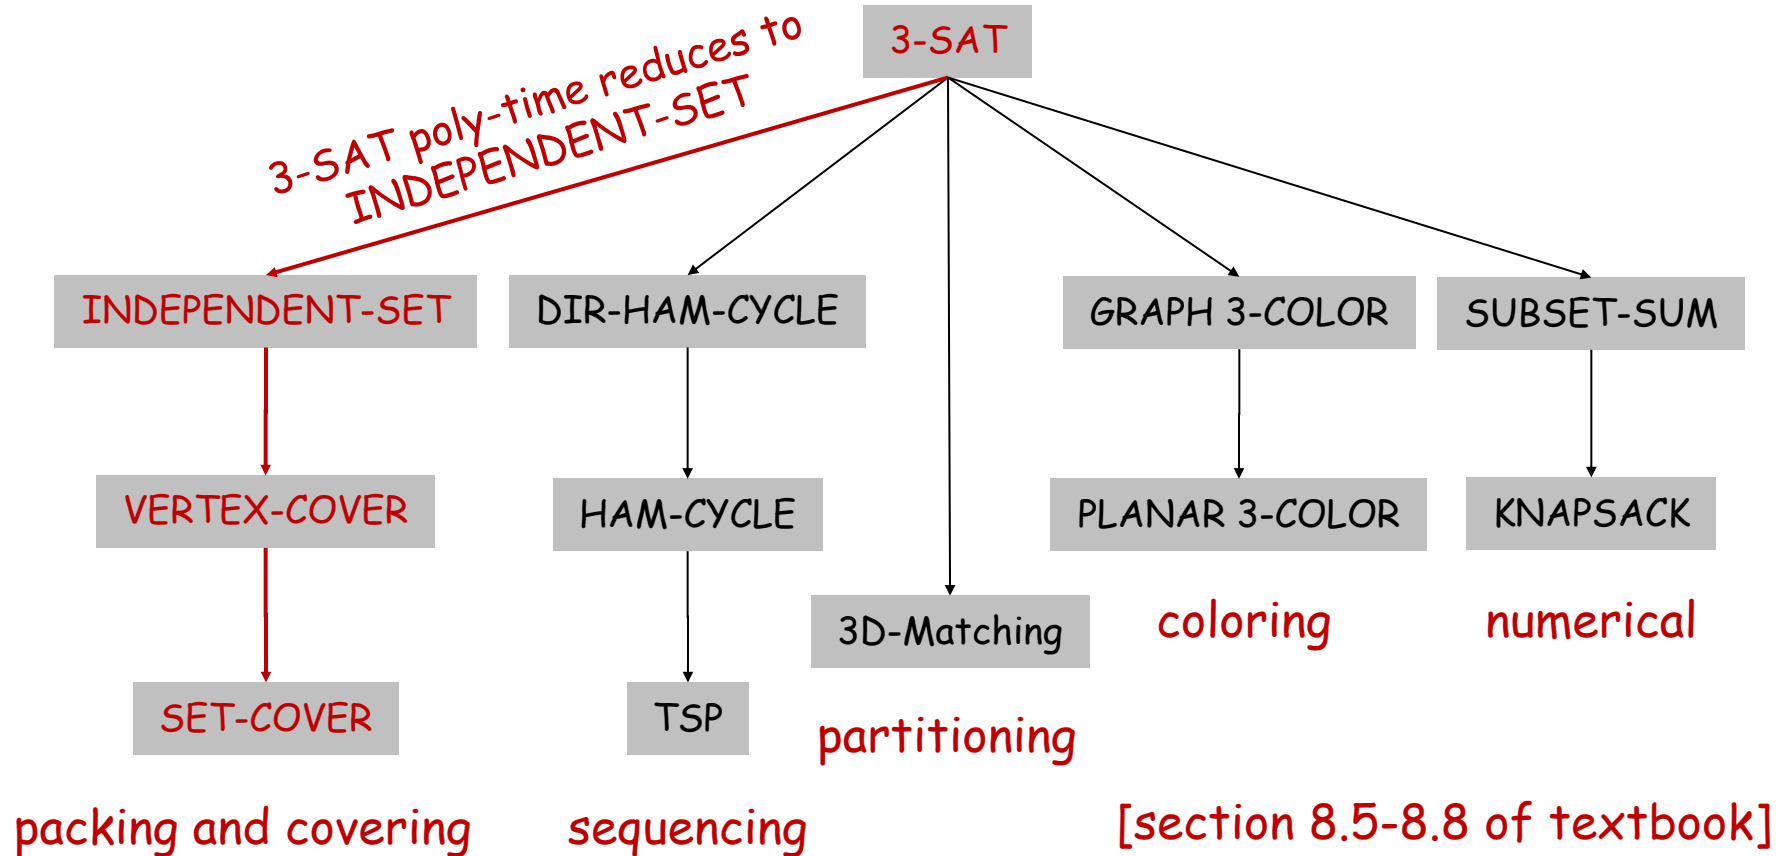 3-SAT
3-SAT poly-time reduces to
INDEPENDENT-SET
INDEPENDENT-SET
DIR-HAM-CYCLE
GRAPH 3-COLOR
SUBSET-SUM
VERTEX-COVER
HAM-CYCLE
PLANAR 3-COLOR
KNAPSACK
3D-Matching
coloring
numerical
SET-COVER
TSP
partitioning
packing and covering
sequencing
[section 8.5-8.8 of textbook]